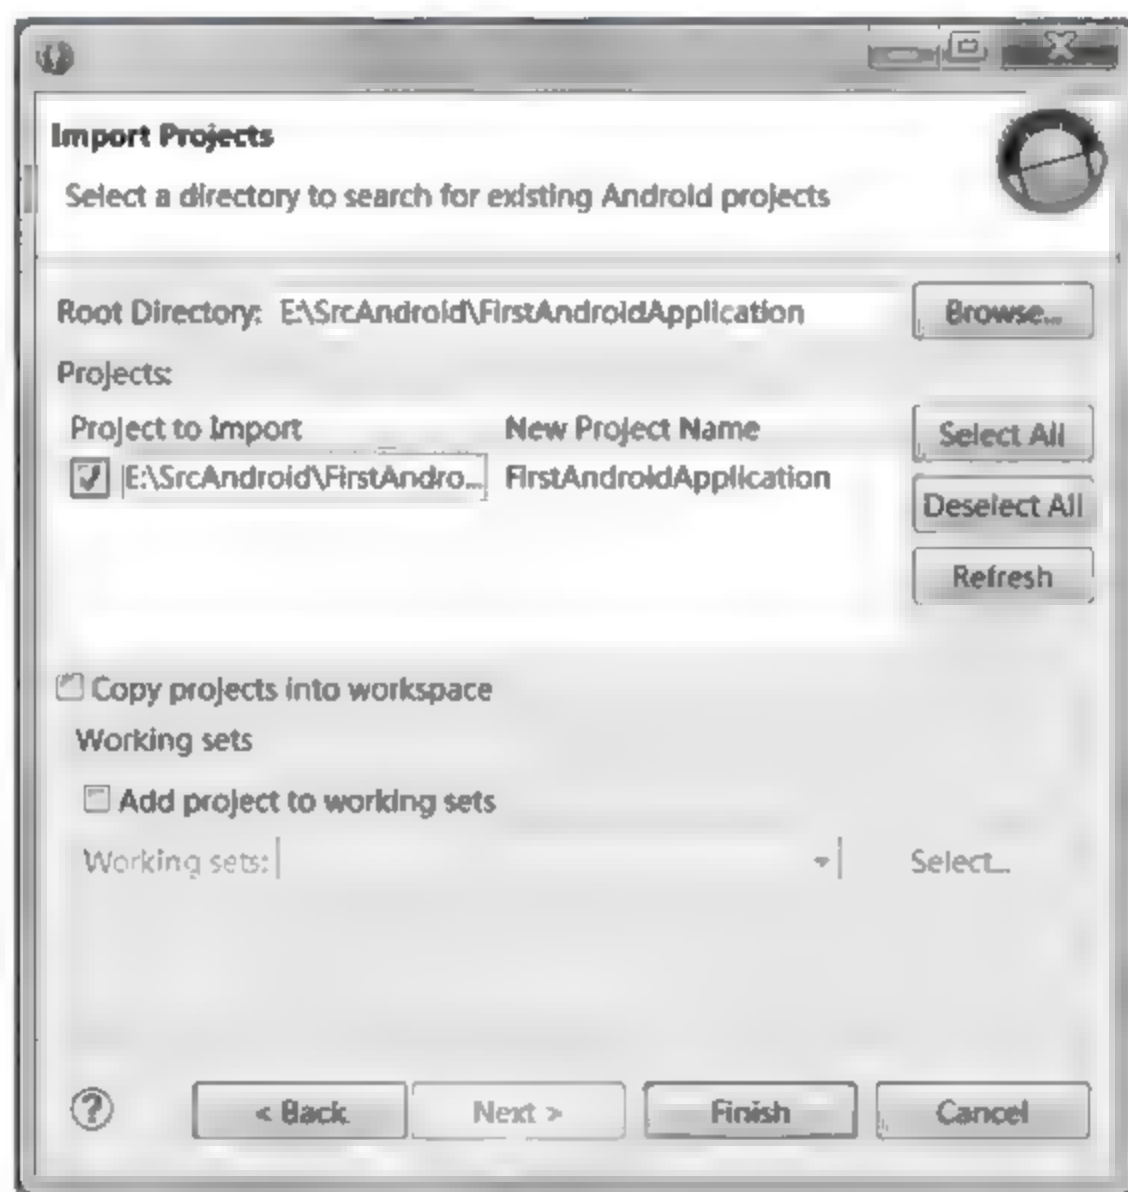 Import Projects
Select a directory to search for existing Android projects
Root Directory: E:\SrcAndroid\FirstAndroidApplication Browse...
Projects:
Project to Import New Project Name Select All
E:\SrcAndroid\FirstAndro... FirstAndroidApplication
Deselect All
Refresh
Copy projects into workspace
Working sets
Add project to working sets
Working sets: Select...
? < Back Next > Finish Cancel